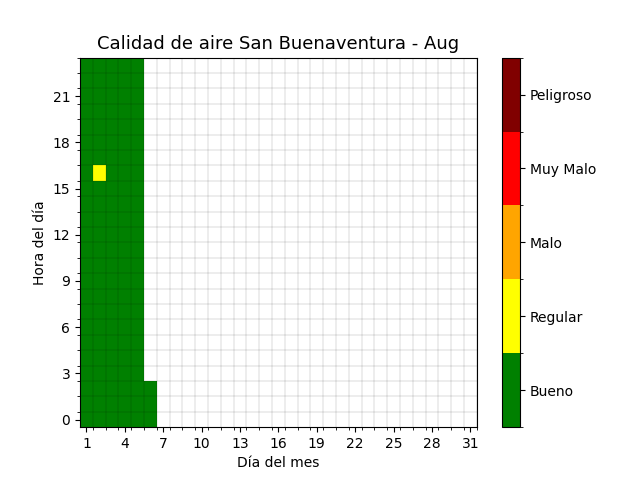 Calidad de aire San Buenaventura - Aug
Hora del día
21
18
15
12
9
6
3
0
1 4 7 10 13 16 19 22 25 28 31
Día del mes
Peligroso
Muy Malo
Malo
Regular
Bueno